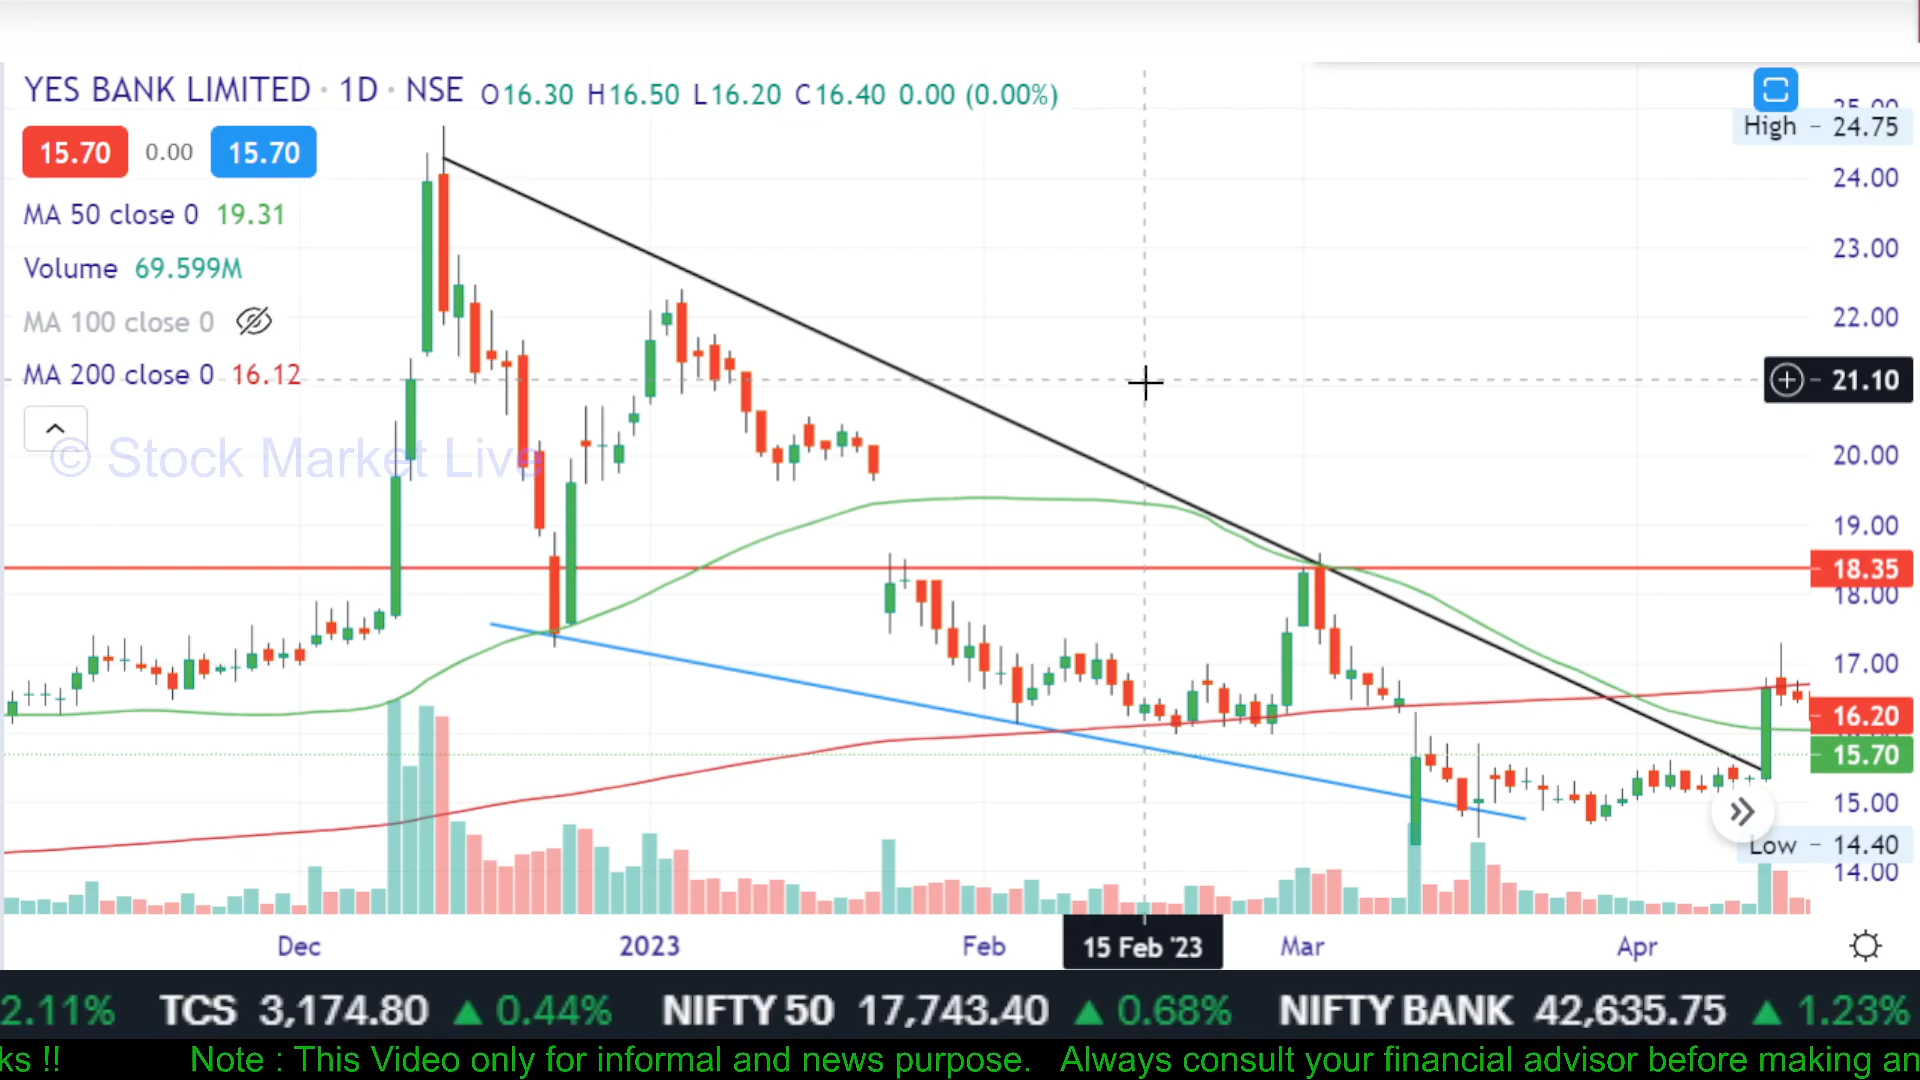 YES BANK LIMITED · 1D · NSE O16.30 H16.50 L16.20 C16.40 0.00 (0.00%)
15.70 0.00 15.70
MA 50 close 0 19.31
Volume 69.599M
MA 100 close 0
MA 200 close 0 16.12
© Stock Market Live
25.00
High - 24.75
24.00
23.00
22.00
21.10
20.00
19.00
18.35
18.00
17.00
16.20
15.70
15.00
Low - 14.40
14.00
Dec 2023 Feb 15 Feb '23 Mar Apr
2.11% TCS 3,174.80 ▲ 0.44% NIFTY 50 17,743.40 ▲ 0.68% NIFTY BANK 42,635.75 ▲ 1.23%
ks !! Note : This Video only for informal and news purpose. Always consult your financial advisor before making an